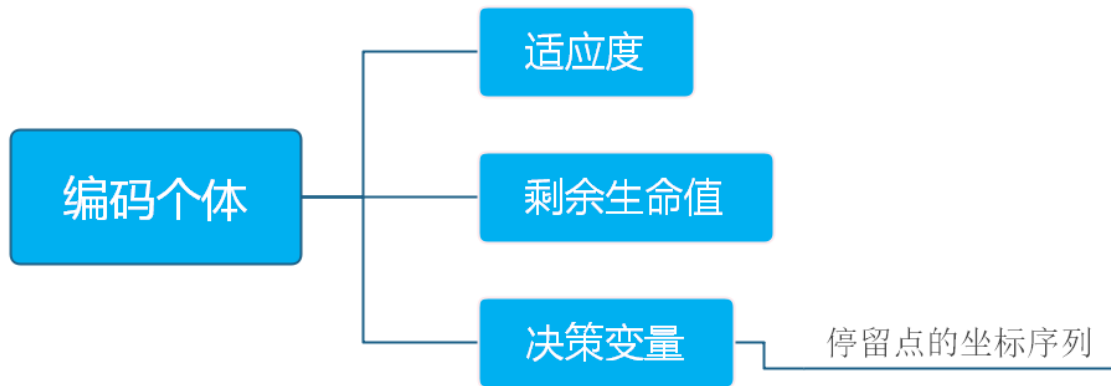 适应度
编码个体
剩余生命值
决策变量
停留点的坐标序列